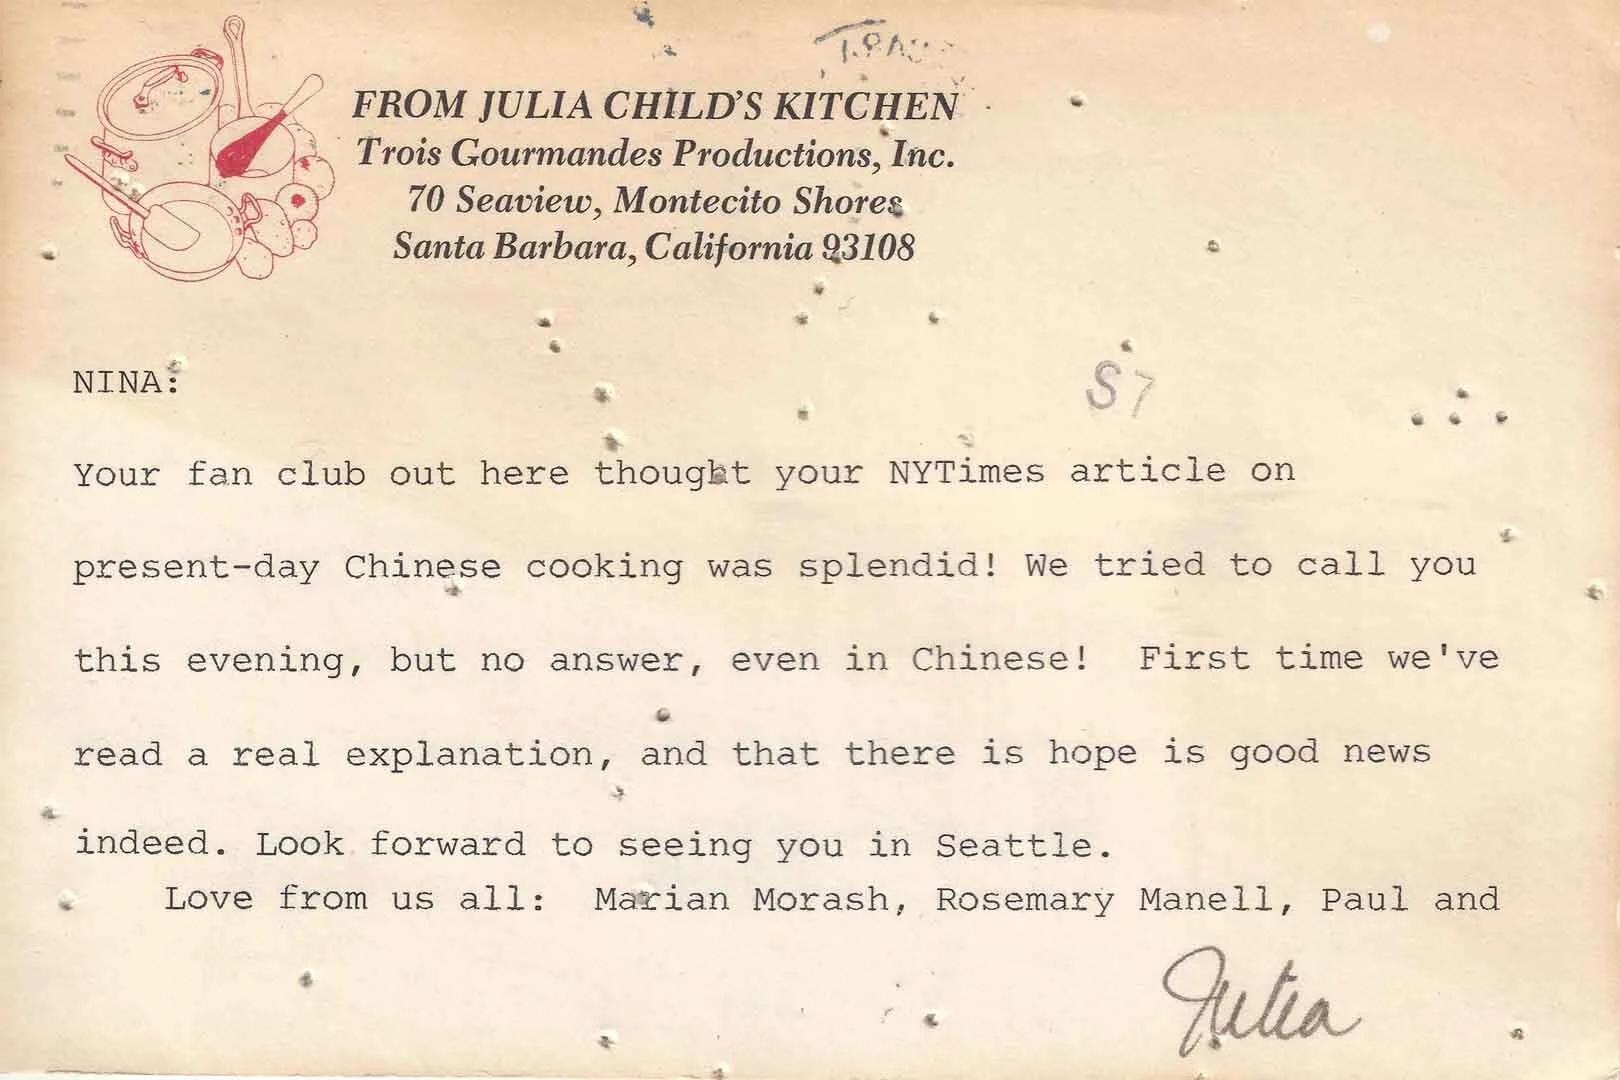 FROM JULIA CHILD'S KITCHEN
Trois Gourmandes Productions, Inc.
70 Seaview, Montecito Shores
Santa Barbara, California 93108
S7
NINA:
Your fan club out here thought your NYTimes article on
present-day Chinese cooking was splendid! We tried to call you
this evening, but no answer, even in Chinese!  First time we've
read a real explanation, and that there is hope is good news
indeed. Look forward to seeing you in Seattle.
Love from us all:  Marian Morash, Rosemary Manell, Paul and
Julia